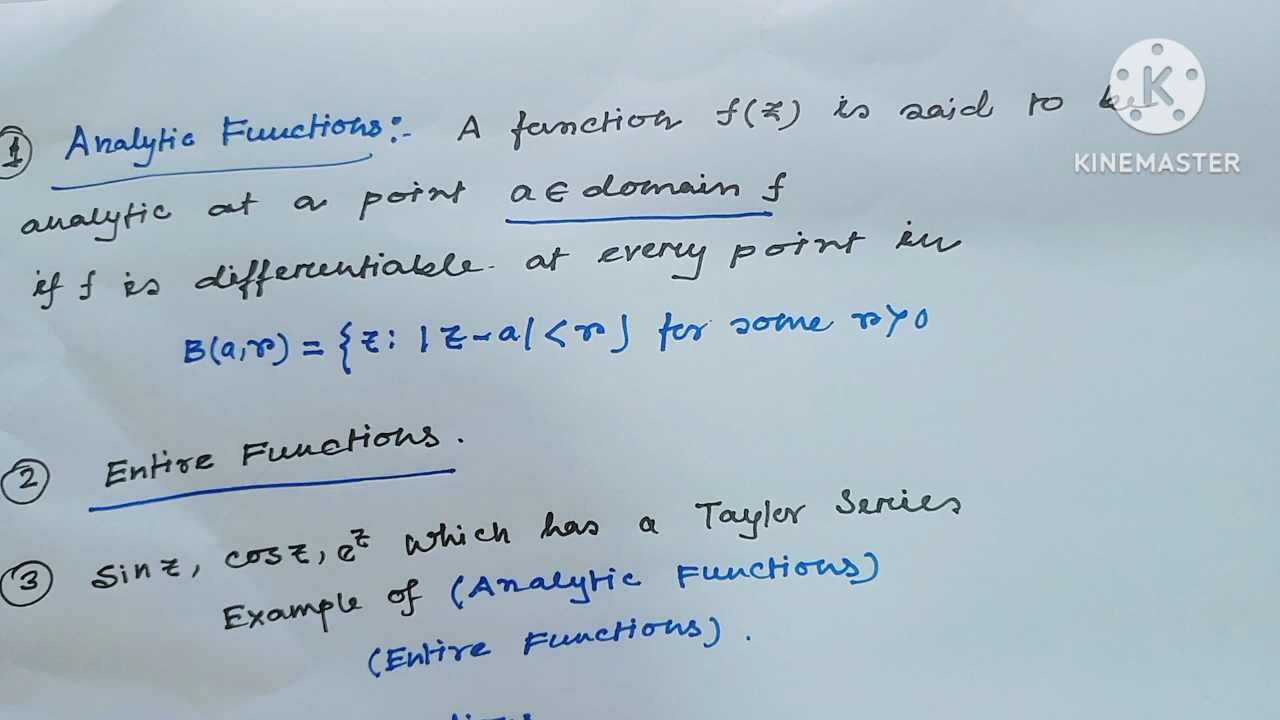 ① Analytic Functions:- A function f(z) is said to be
analytic at a point a ∈ domain f
if f is differentiable. at every point in
B(a,r) = {z: |z-a| < r} for some r>0
② Entire Functions.
③ Sin z, cos z, e^z which has a Taylor Series
Example of (Analytic Functions)
(Entire Functions).
KINEMASTER